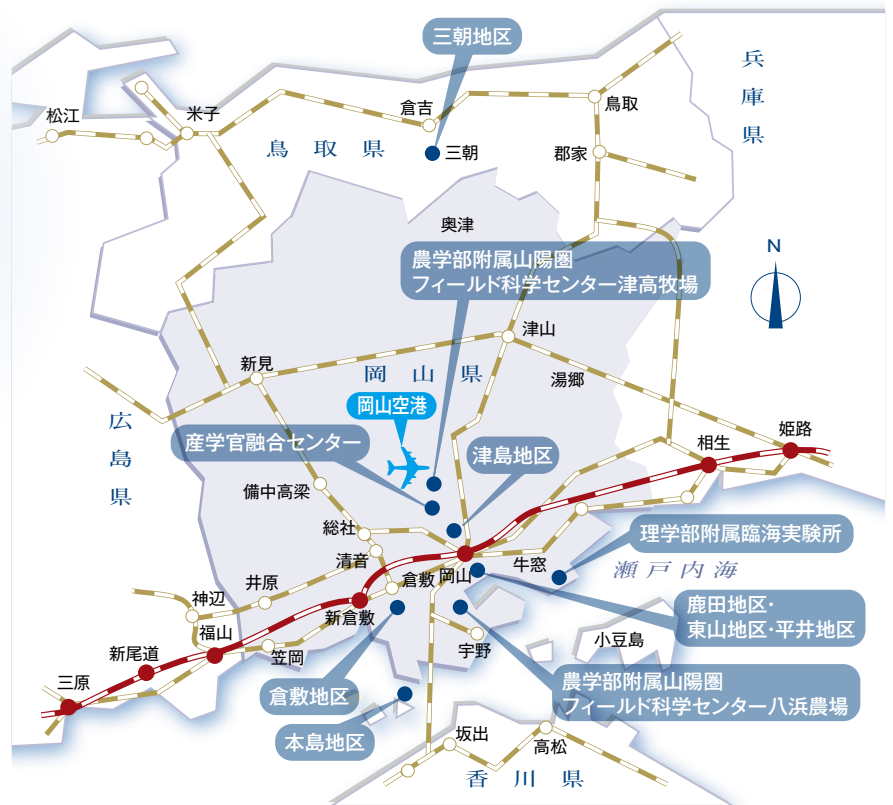 三朝地区
兵庫県
松江
米子
倉吉
鳥取
鳥取県
三朝
郡家
奥津
農学部附属山陽圏
フィールド科学センター津高牧場
N
津山
新見
岡山県
湯郷
岡山空港
広島県
産学官融合センター
津島地区
姫路
相生
備中高梁
総社
理学部附属臨海実験所
清音
牛窓
瀬戸内海
岡山
倉敷
井原
神辺
新倉敷
鹿田地区・
東山地区・平井地区
福山
小豆島
宇野
新尾道
笠岡
三原
倉敷地区
農学部附属山陽圏
フィールド科学センター八浜農場
本島地区
坂出
高松
香川県